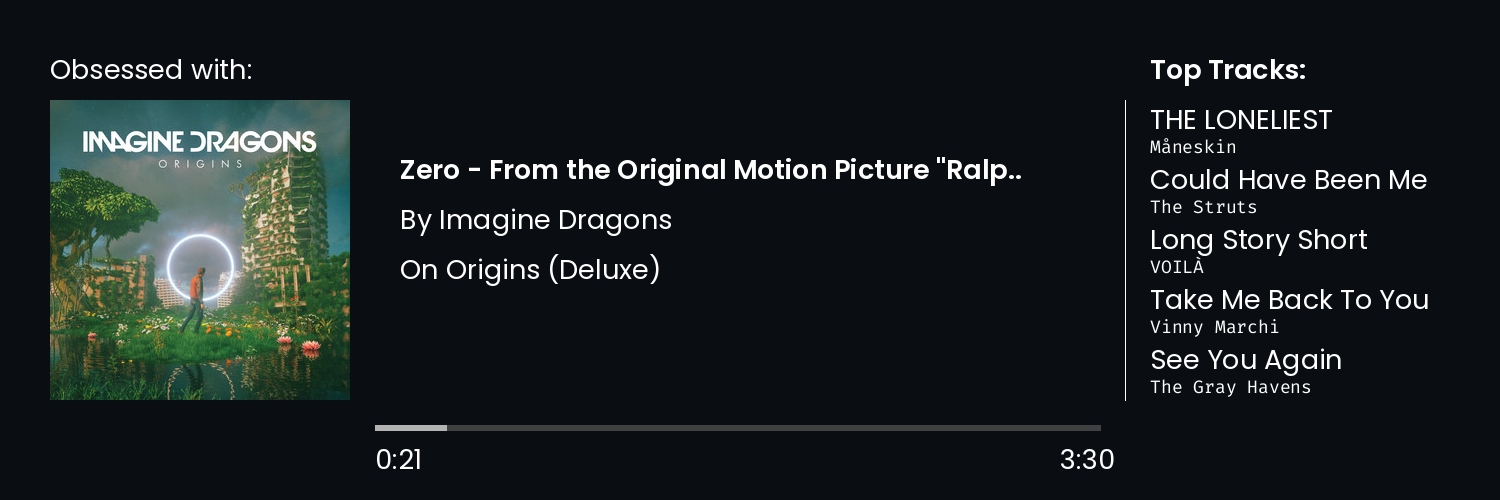 Obsessed with:
IMAGINE DRAGONS
ORIGINS
Zero - From the Original Motion Picture "Ralp..
By Imagine Dragons
On Origins (Deluxe)
0:21
3:30
Top Tracks:
THE LONELIEST
Måneskin
Could Have Been Me
The Struts
Long Story Short
VOILÀ
Take Me Back To You
Vinny Marchi
See You Again
The Gray Havens